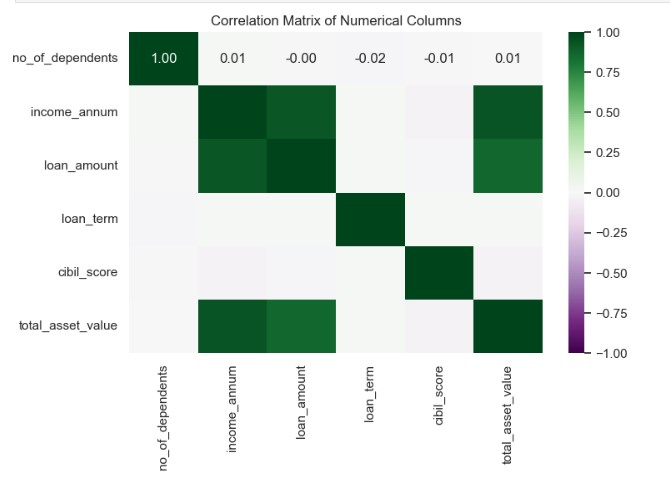 Correlation Matrix of Numerical Columns
no_of_dependents 1.00 0.01 -0.00 -0.02 -0.01 0.01
income_annum
loan_amount
loan_term
cibil_score
total_asset_value
no_of_dependents
income_annum
loan_amount
loan_term
cibil_score
total_asset_value
1.00
0.75
0.50
0.25
0.00
−0.25
−0.50
−0.75
−1.00